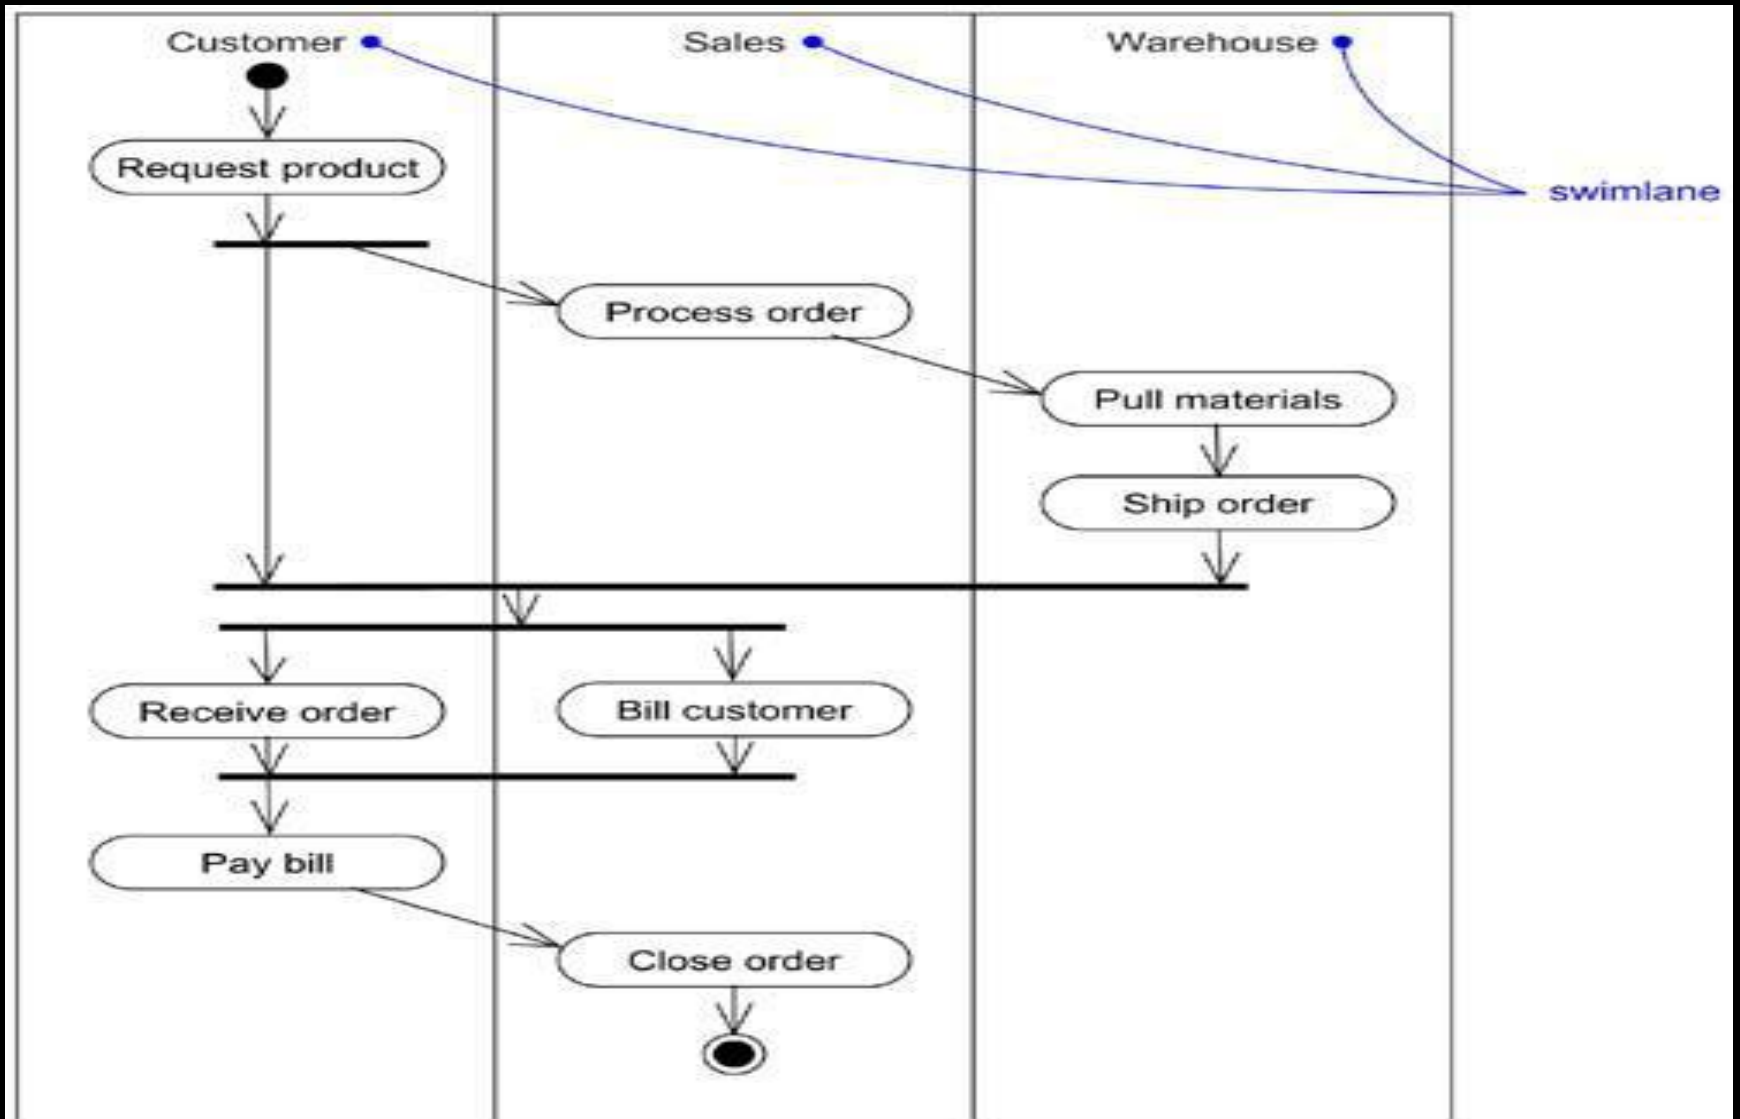 Customer
Sales
Warehouse
Request product
swimlane
Process order
Pull materials
Ship order
Receive order
Bill customer
Pay bill
Close order